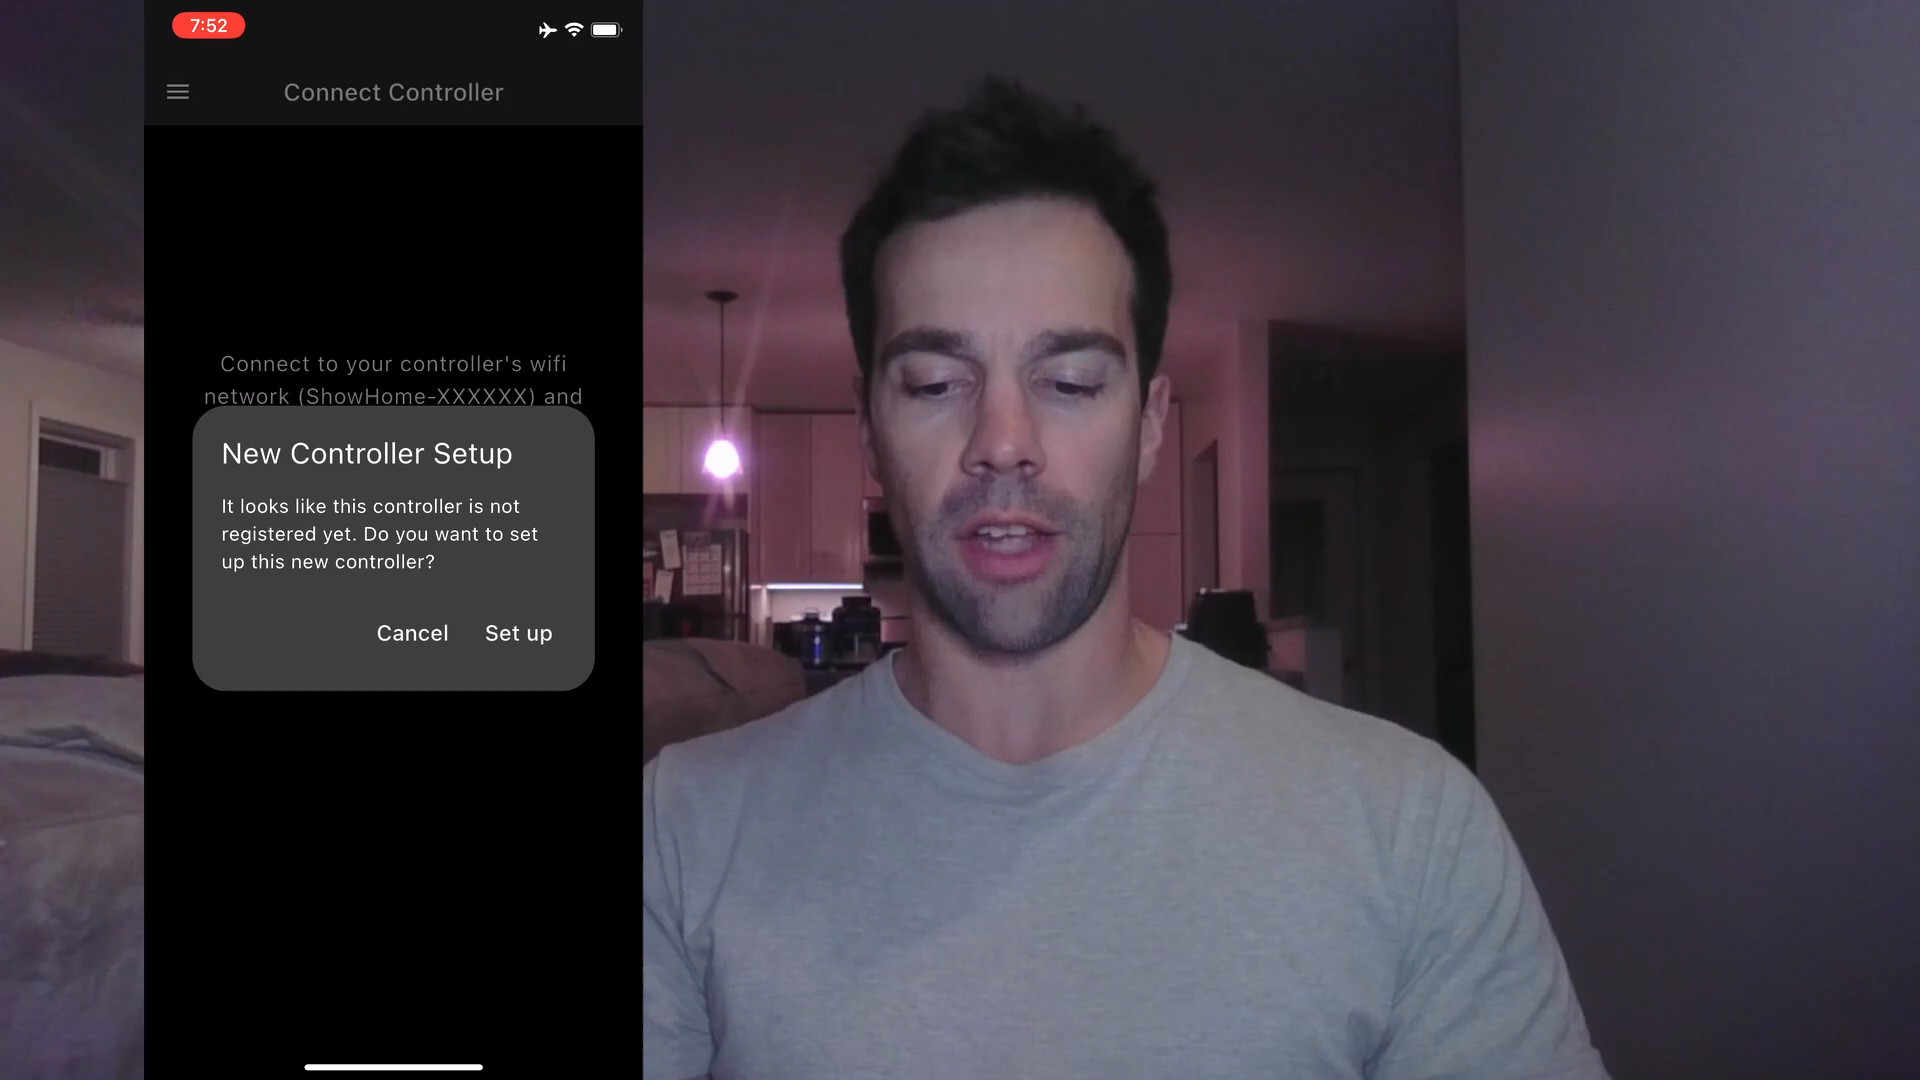 7:52
Connect Controller
Connect to your controller's wifi
network (ShowHome-XXXXXX) and
New Controller Setup
It looks like this controller is not
registered yet. Do you want to set
up this new controller?
Cancel
Set up